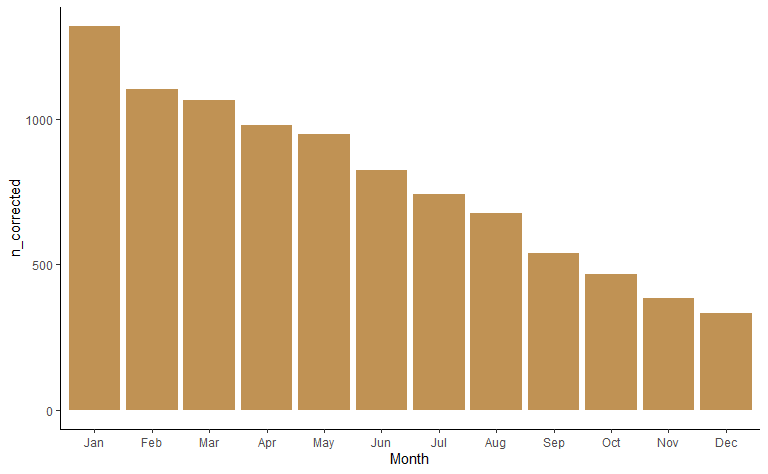 n_corrected
1000
500
0
Jan Feb Mar Apr May Jun Jul Aug Sep Oct Nov Dec
Month